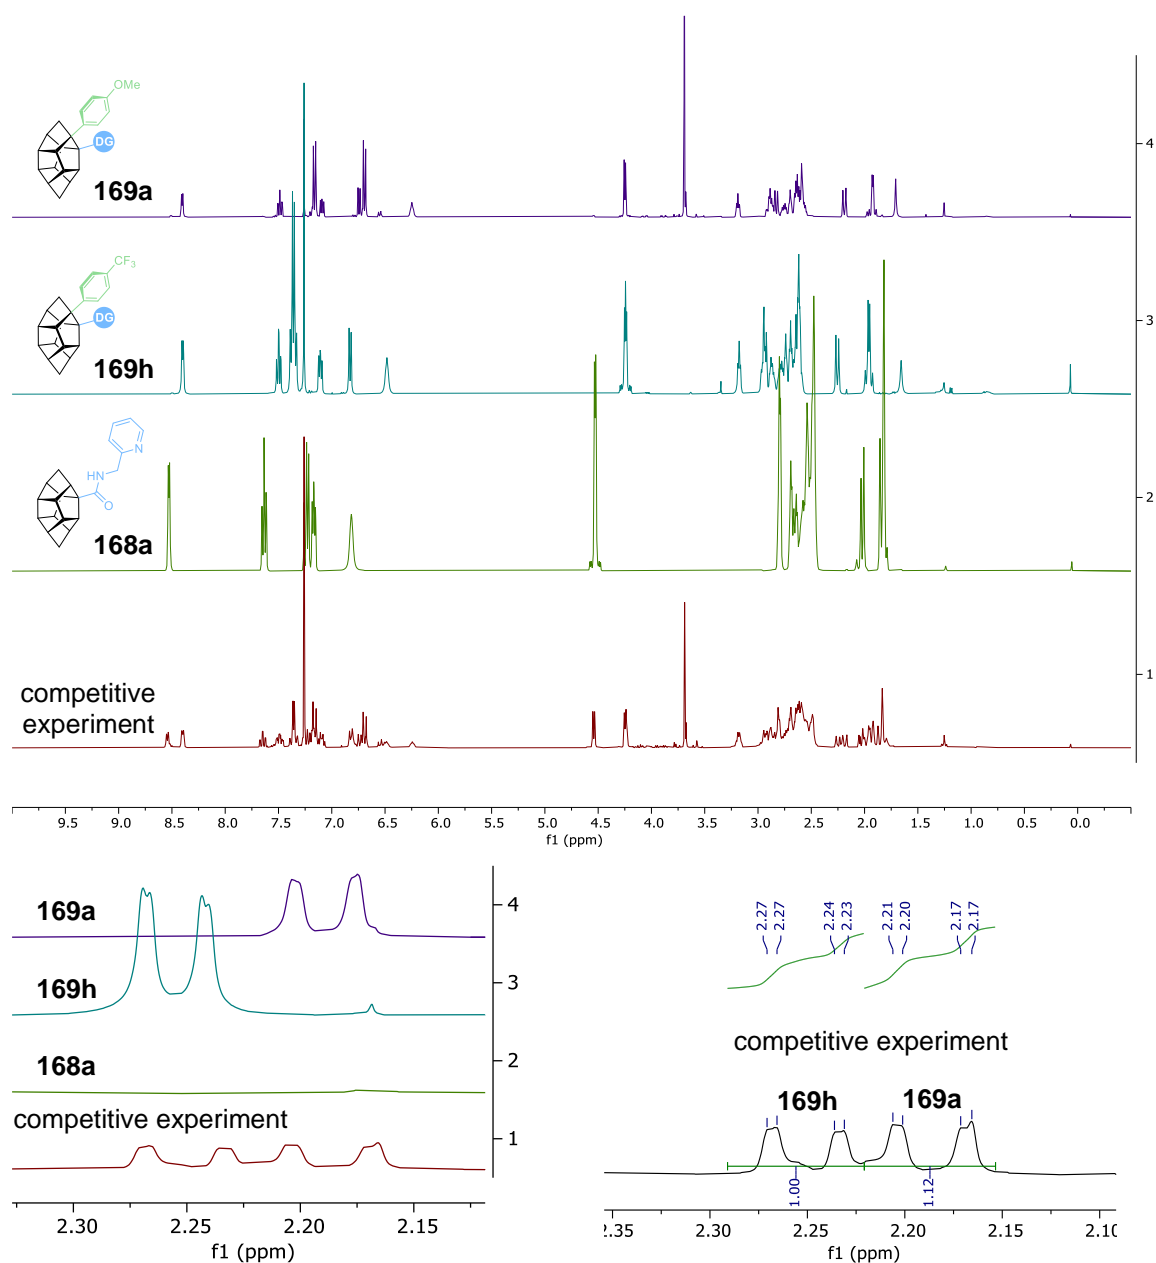 OMe
DG
169a
4
CF3
DG
169h
3
N
HN
O
168a
2
competitive
experiment
1
9.5 9.0 8.5 8.0 7.5 7.0 6.5 6.0 5.5 5.0 4.5 4.0 3.5 3.0 2.5 2.0 1.5 1.0 0.5 0.0
f1 (ppm)
169a
4
169h
3
168a
2
competitive experiment
1
2.30 2.25 2.20 2.15
f1 (ppm)
2.27 2.27 2.24 2.23 2.21 2.20 2.17 2.17
competitive experiment
169h 169a
1.00 1.12
2.35 2.30 2.25 2.20 2.15 2.10
f1 (ppm)